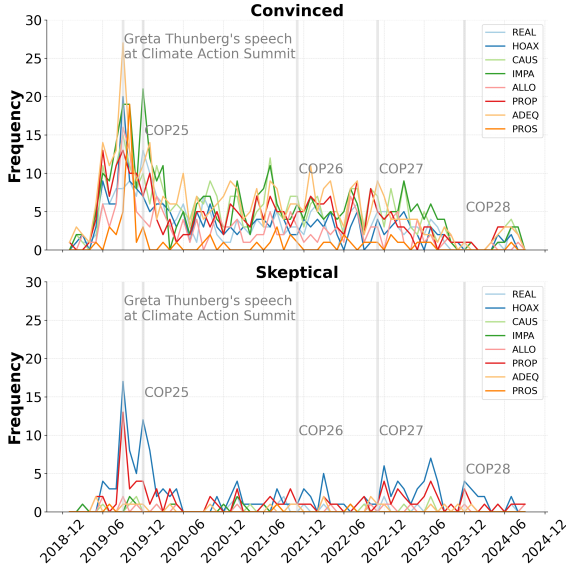 Convinced
Frequency
30
25
20
15
10
5
0
Greta Thunberg's speech
at Climate Action Summit
COP25
COP26
COP27
COP28
REAL
HOAX
CAUS
IMPA
ALLO
PROP
ADEQ
PROS
Skeptical
Frequency
30
25
20
15
10
5
0
Greta Thunberg's speech
at Climate Action Summit
COP25
COP26
COP27
COP28
REAL
HOAX
CAUS
IMPA
ALLO
PROP
ADEQ
PROS
2018-12
2019-06
2019-12
2020-06
2020-12
2021-06
2021-12
2022-06
2022-12
2023-06
2023-12
2024-06
2024-12